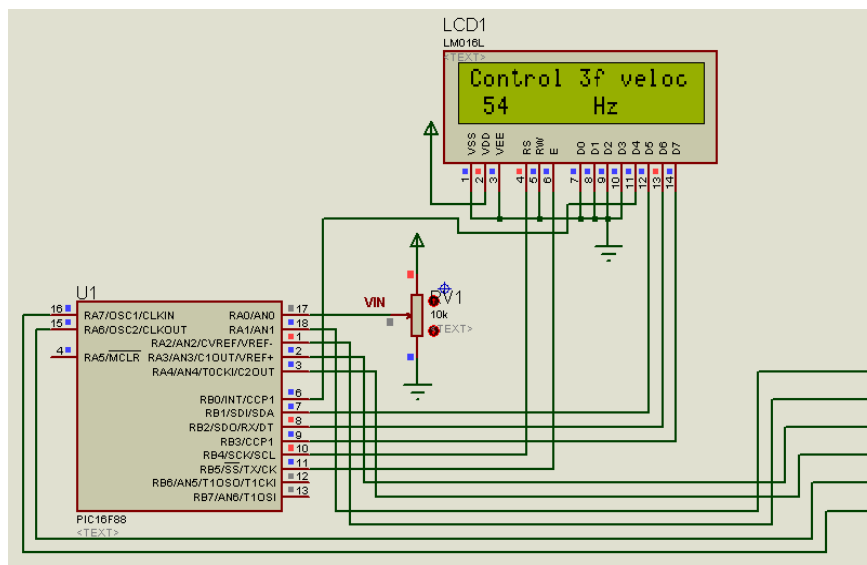 LCD1
LM016L
<TEXT>
Control 3f veloc
54 Hz
VSS
VDD
VEE
RS
RW
E
D0
D1
D2
D3
D4
D5
D6
D7
1
2
3
4
5
6
7
8
9
10
11
12
13
14
U1
16 RA7/OSC1/CLKIN RA0/AN0 17
15 RA6/OSC2/CLKOUT RA1/AN1 18
RA2/AN2/CVREF/VREF- 1
4 RA5/MCLR RA3/AN3/C1OUT/VREF+ 2
RA4/AN4/T0CKI/C2OUT 3
RB0/INT/CCP1 6
RB1/SDI/SDA 7
RB2/SDO/RX/DT 8
RB3/CCP1 9
RB4/SCK/SCL 10
RB5/SS/TX/CK 11
RB6/AN5/T1OSO/T1CKI 12
RB7/AN6/T1OSI 13
PIC16F88
<TEXT>
VIN
RV1
10k
<TEXT>